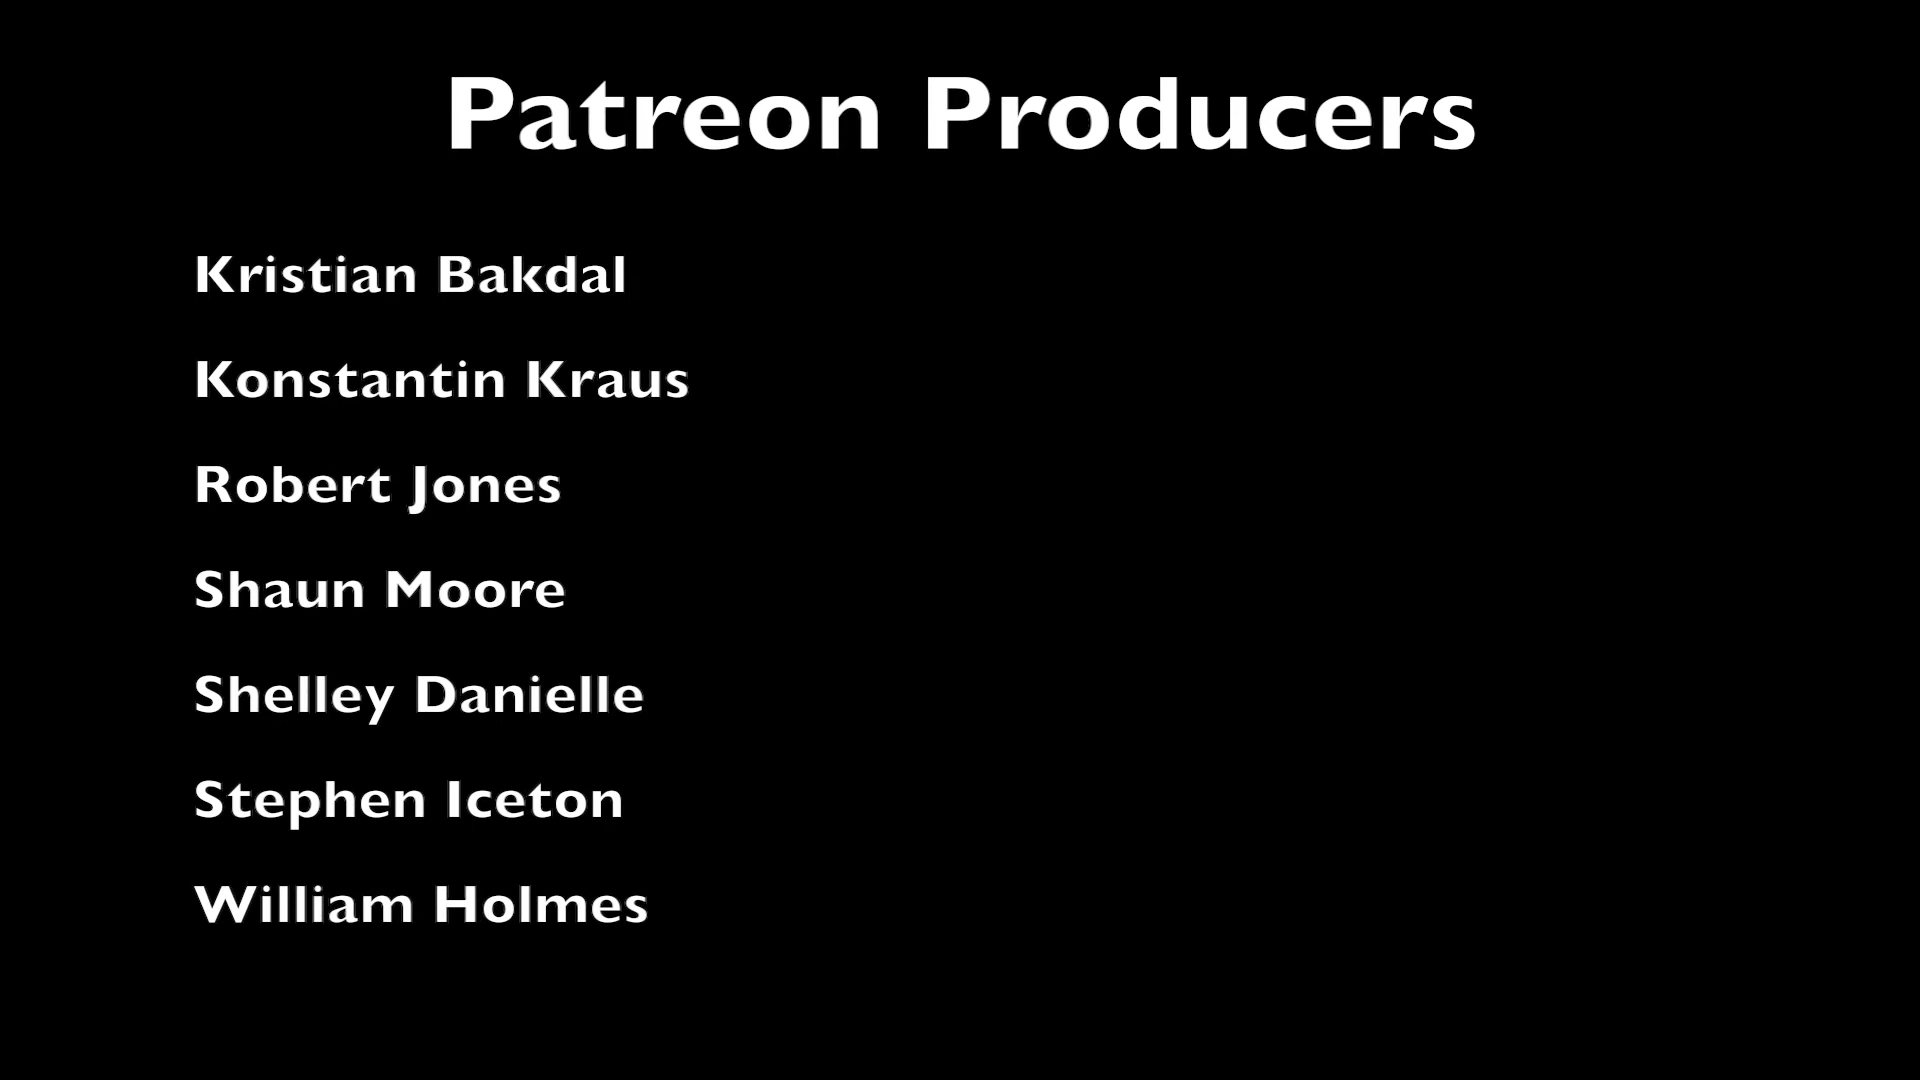 Patreon Producers
Kristian Bakdal
Konstantin Kraus
Robert Jones
Shaun Moore
Shelley Danielle
Stephen Iceton
William Holmes